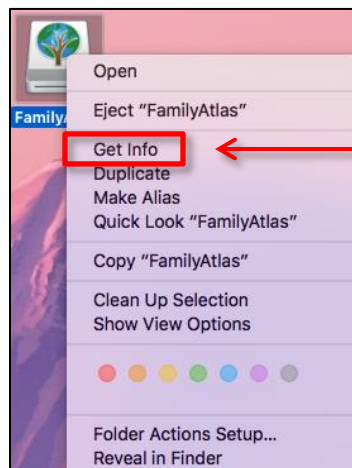 Open
Family
Eject “FamilyAtlas”
Get Info
Duplicate
Make Alias
Quick Look “FamilyAtlas”
Copy “FamilyAtlas”
Clean Up Selection
Show View Options
Folder Actions Setup...
Reveal in Finder